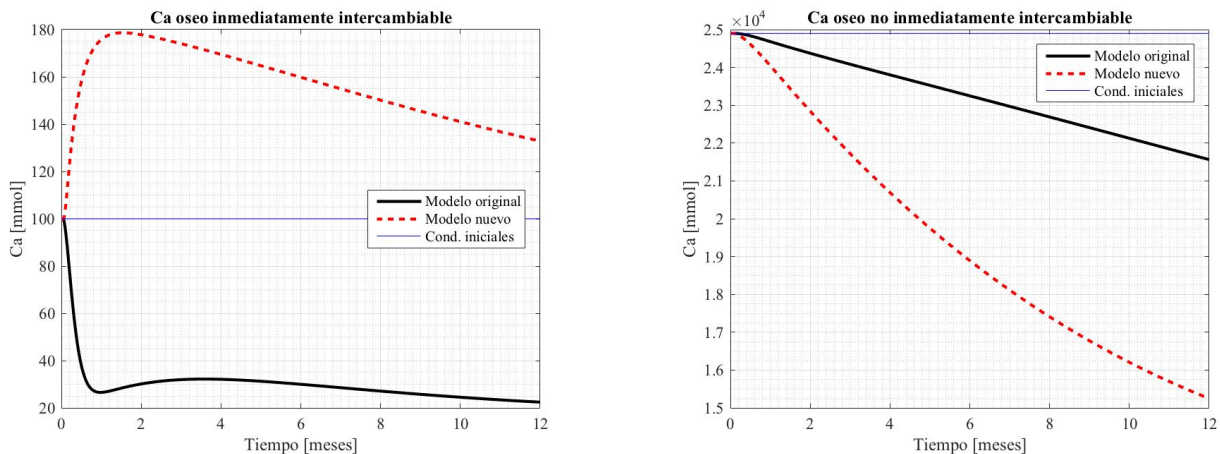 Ca oseo inmediatamente intercambiable
180
160
140
120
100
80
60
40
20
Ca [mmol]
0
2
4
6
8
10
12
Tiempo [meses]
Modelo original
Modelo nuevo
Cond. iniciales
Ca oseo no inmediatamente intercambiable
×10⁴
2.5
2.4
2.3
2.2
2.1
2
1.9
1.8
1.7
1.6
1.5
Ca [mmol]
0
2
4
6
8
10
12
Tiempo [meses]
Modelo original
Modelo nuevo
Cond. iniciales